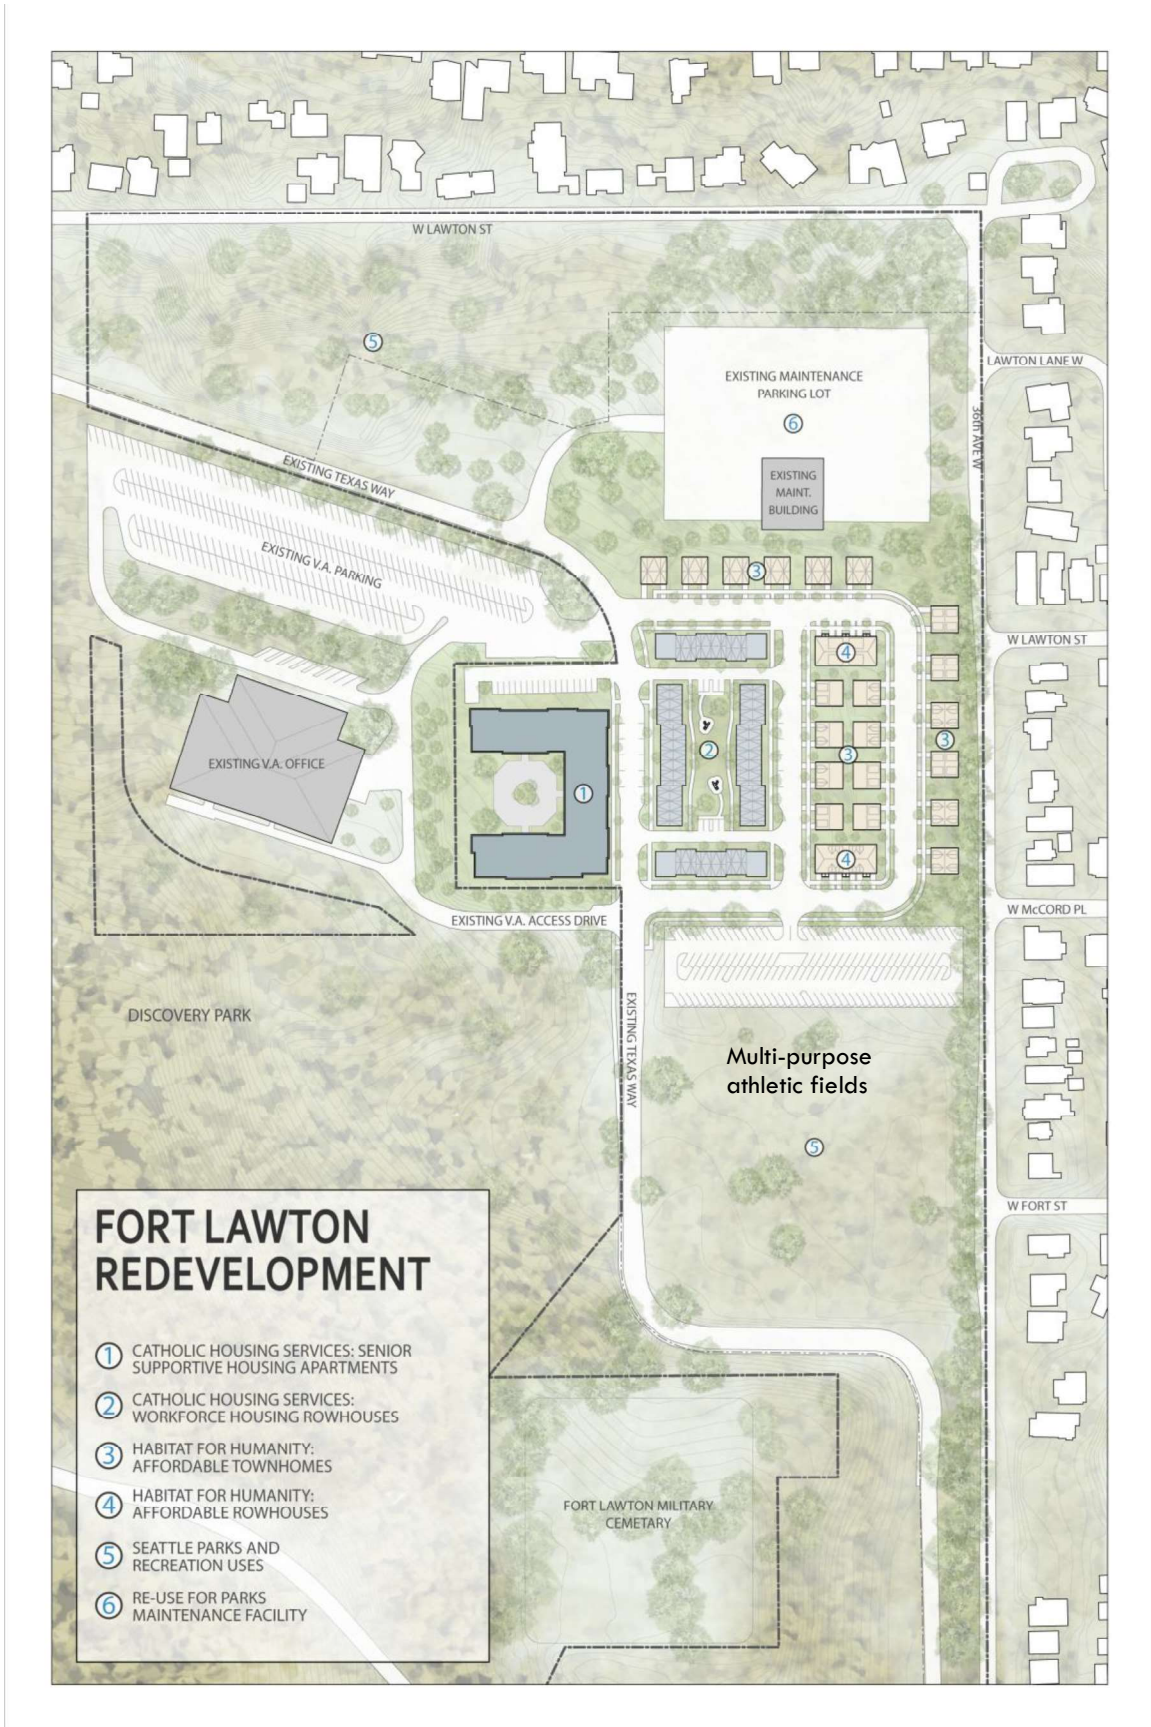 W LAWTON ST
5
LAWTON LANE W
EXISTING MAINTENANCE
PARKING LOT
6
36th AVE W
EXISTING TEXAS WAY
EXISTING
MAINT.
BUILDING
EXISTING V.A. PARKING
3
W LAWTON ST
4
EXISTING V.A. OFFICE
2
3
3
1
4
W McCORD PL
EXISTING V.A. ACCESS DRIVE
DISCOVERY PARK
EXISTING TEXAS WAY
Multi-purpose
athletic fields
5
W FORT ST
FORT LAWTON
REDEVELOPMENT
1 CATHOLIC HOUSING SERVICES: SENIOR
SUPPORTIVE HOUSING APARTMENTS
2 CATHOLIC HOUSING SERVICES:
WORKFORCE HOUSING ROWHOUSES
3 HABITAT FOR HUMANITY:
AFFORDABLE TOWNHOMES
4 HABITAT FOR HUMANITY:
AFFORDABLE ROWHOUSES
5 SEATTLE PARKS AND
RECREATION USES
6 RE-USE FOR PARKS
MAINTENANCE FACILITY
FORT LAWTON MILITARY
CEMETARY